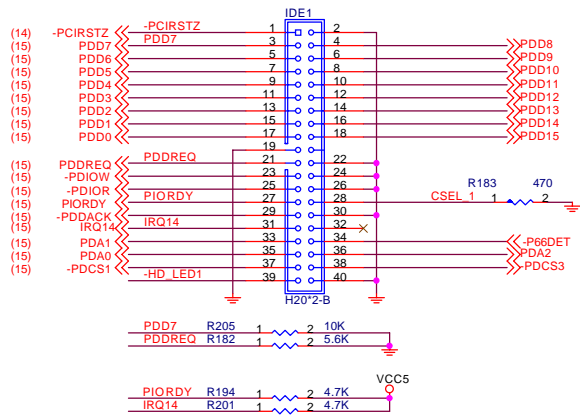 IDE1
(14) -PCIRSTZ -PCIRSTZ 1 2
(15) PDD7 PDD7 3 4 PDD8
(15) PDD6 5 6 PDD9
(15) PDD5 7 8 PDD10
(15) PDD4 9 10 PDD11
(15) PDD3 11 12 PDD12
(15) PDD2 13 14 PDD13
(15) PDD1 15 16 PDD14
(15) PDD0 17 18 PDD15
19
(15) PDDREQ PDDREQ 21 22
(15) -PDIOW 23 24
(15) -PDIOR 25 26
(15) PIORDY PIORDY 27 28 CSEL_1 1 R183 470 2
(15) -PDDACK 29 30
(15) IRQ14 IRQ14 31 32
(15) PDA1 33 34 -P66DET
(15) PDA0 35 36 PDA2
(15) -PDCS1 37 38 -PDCS3
-HD_LED1 39 40
H20*2-B
PDD7 R205 1 2 10K
PDDREQ R182 1 2 5.6K
VCC5
PIORDY R194 1 2 4.7K
IRQ14 R201 1 2 4.7K